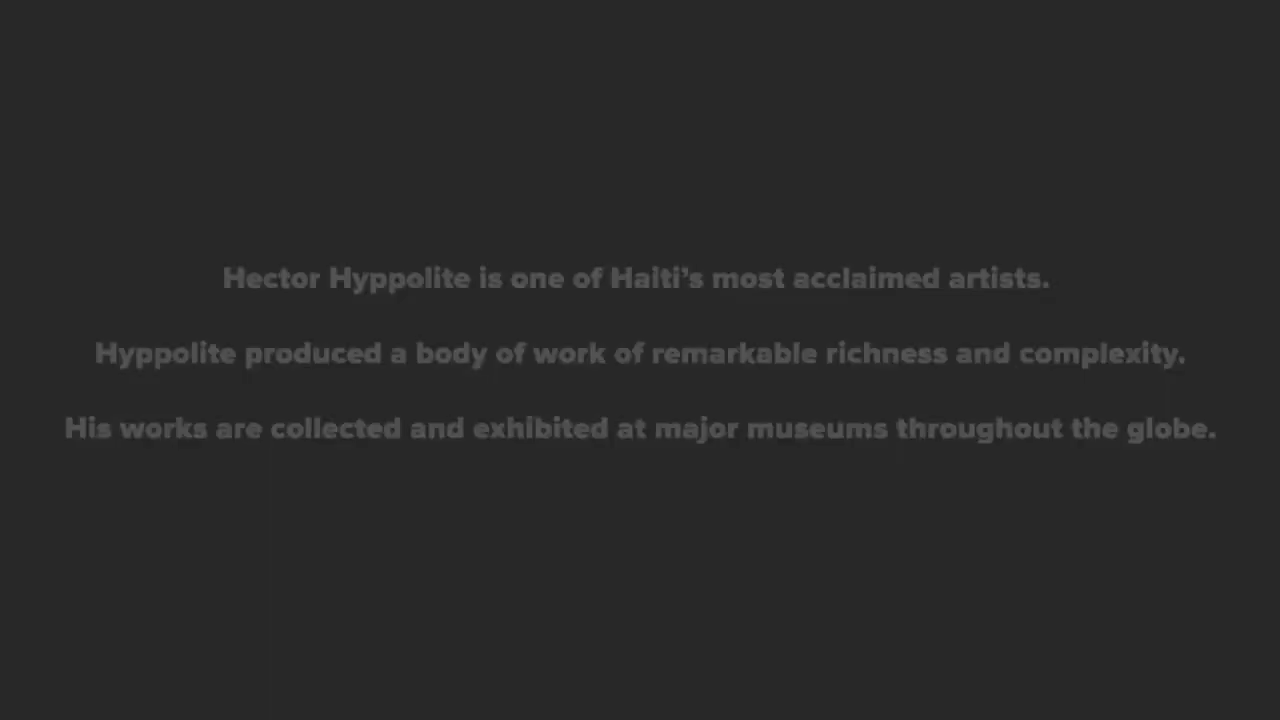 Hector Hyppolite is one of Haiti’s most acclaimed artists.
Hyppolite produced a body of work of remarkable richness and complexity.
His works are collected and exhibited at major museums throughout the globe.